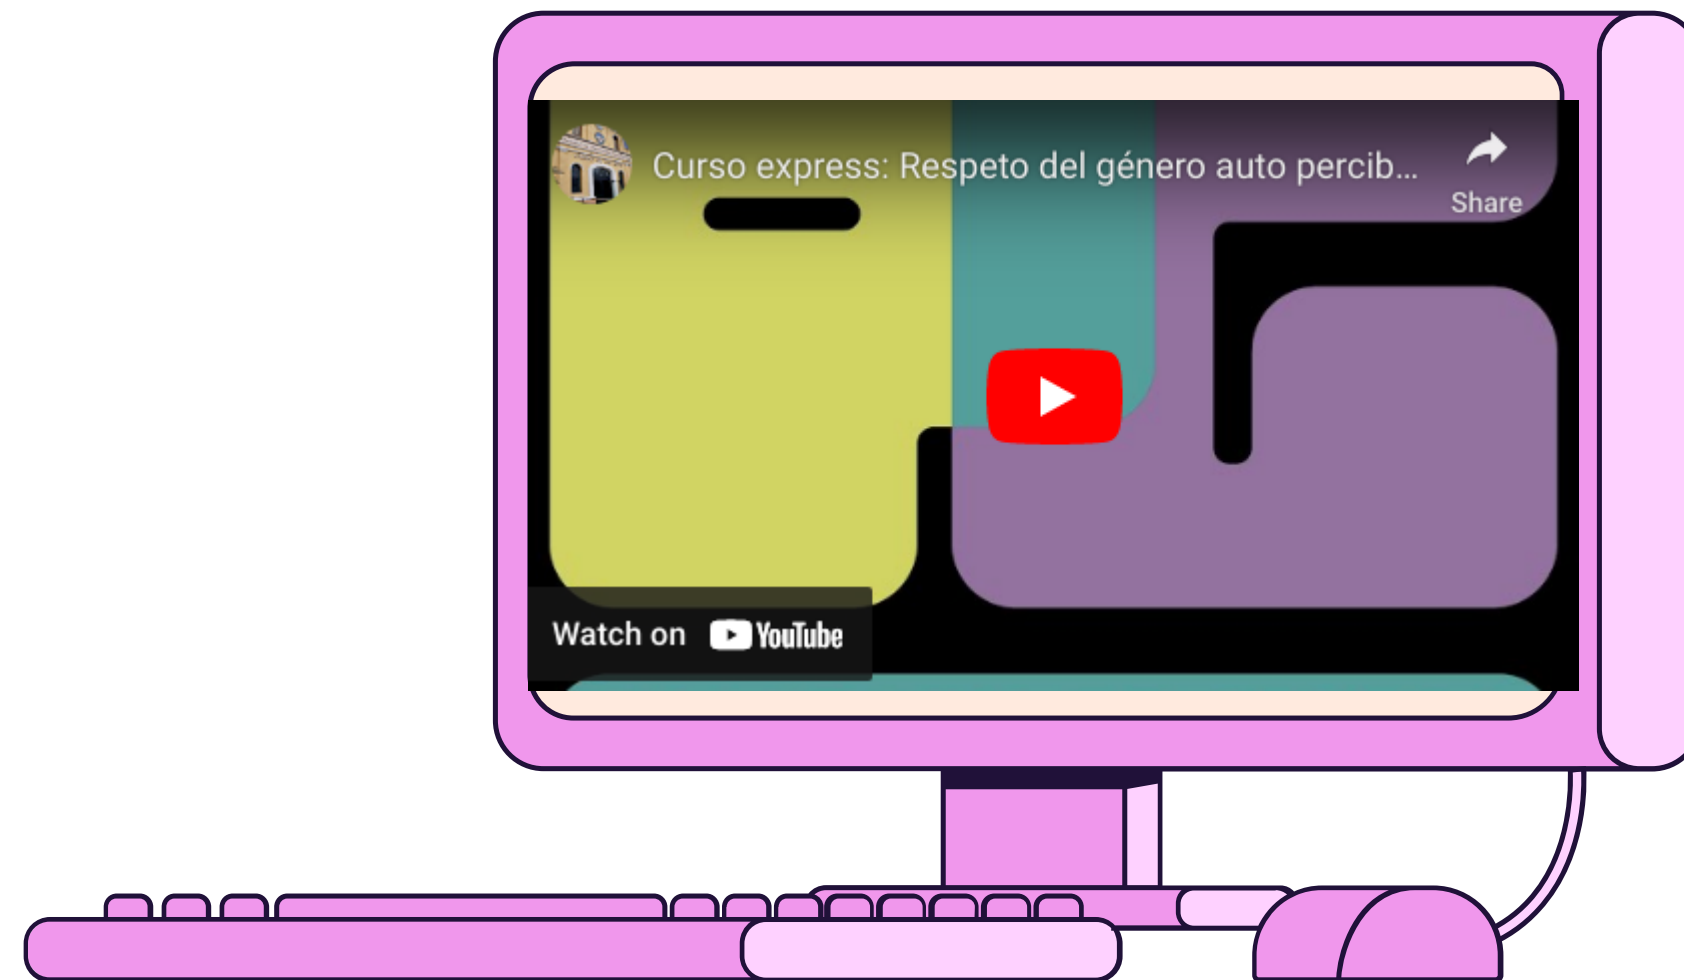 Curso express: Respeto del género auto percib...
Share
Watch on YouTube